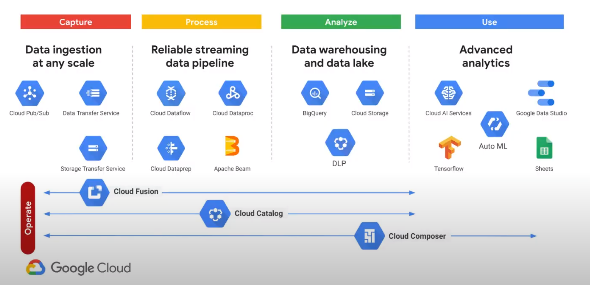 Capture
Process
Analyze
Use
Data ingestion
at any scale
Reliable streaming
data pipeline
Data warehousing
and data lake
Advanced
analytics
Cloud Pub/Sub
Data Transfer Service
Cloud Dataflow
Cloud Dataproc
BigQuery
Cloud Storage
Cloud AI Services
Google Data Studio
Auto ML
Storage Transfer Service
Cloud Dataprep
Apache Beam
DLP
Tensorflow
Sheets
Operate
Cloud Fusion
Cloud Catalog
Cloud Composer
Google Cloud